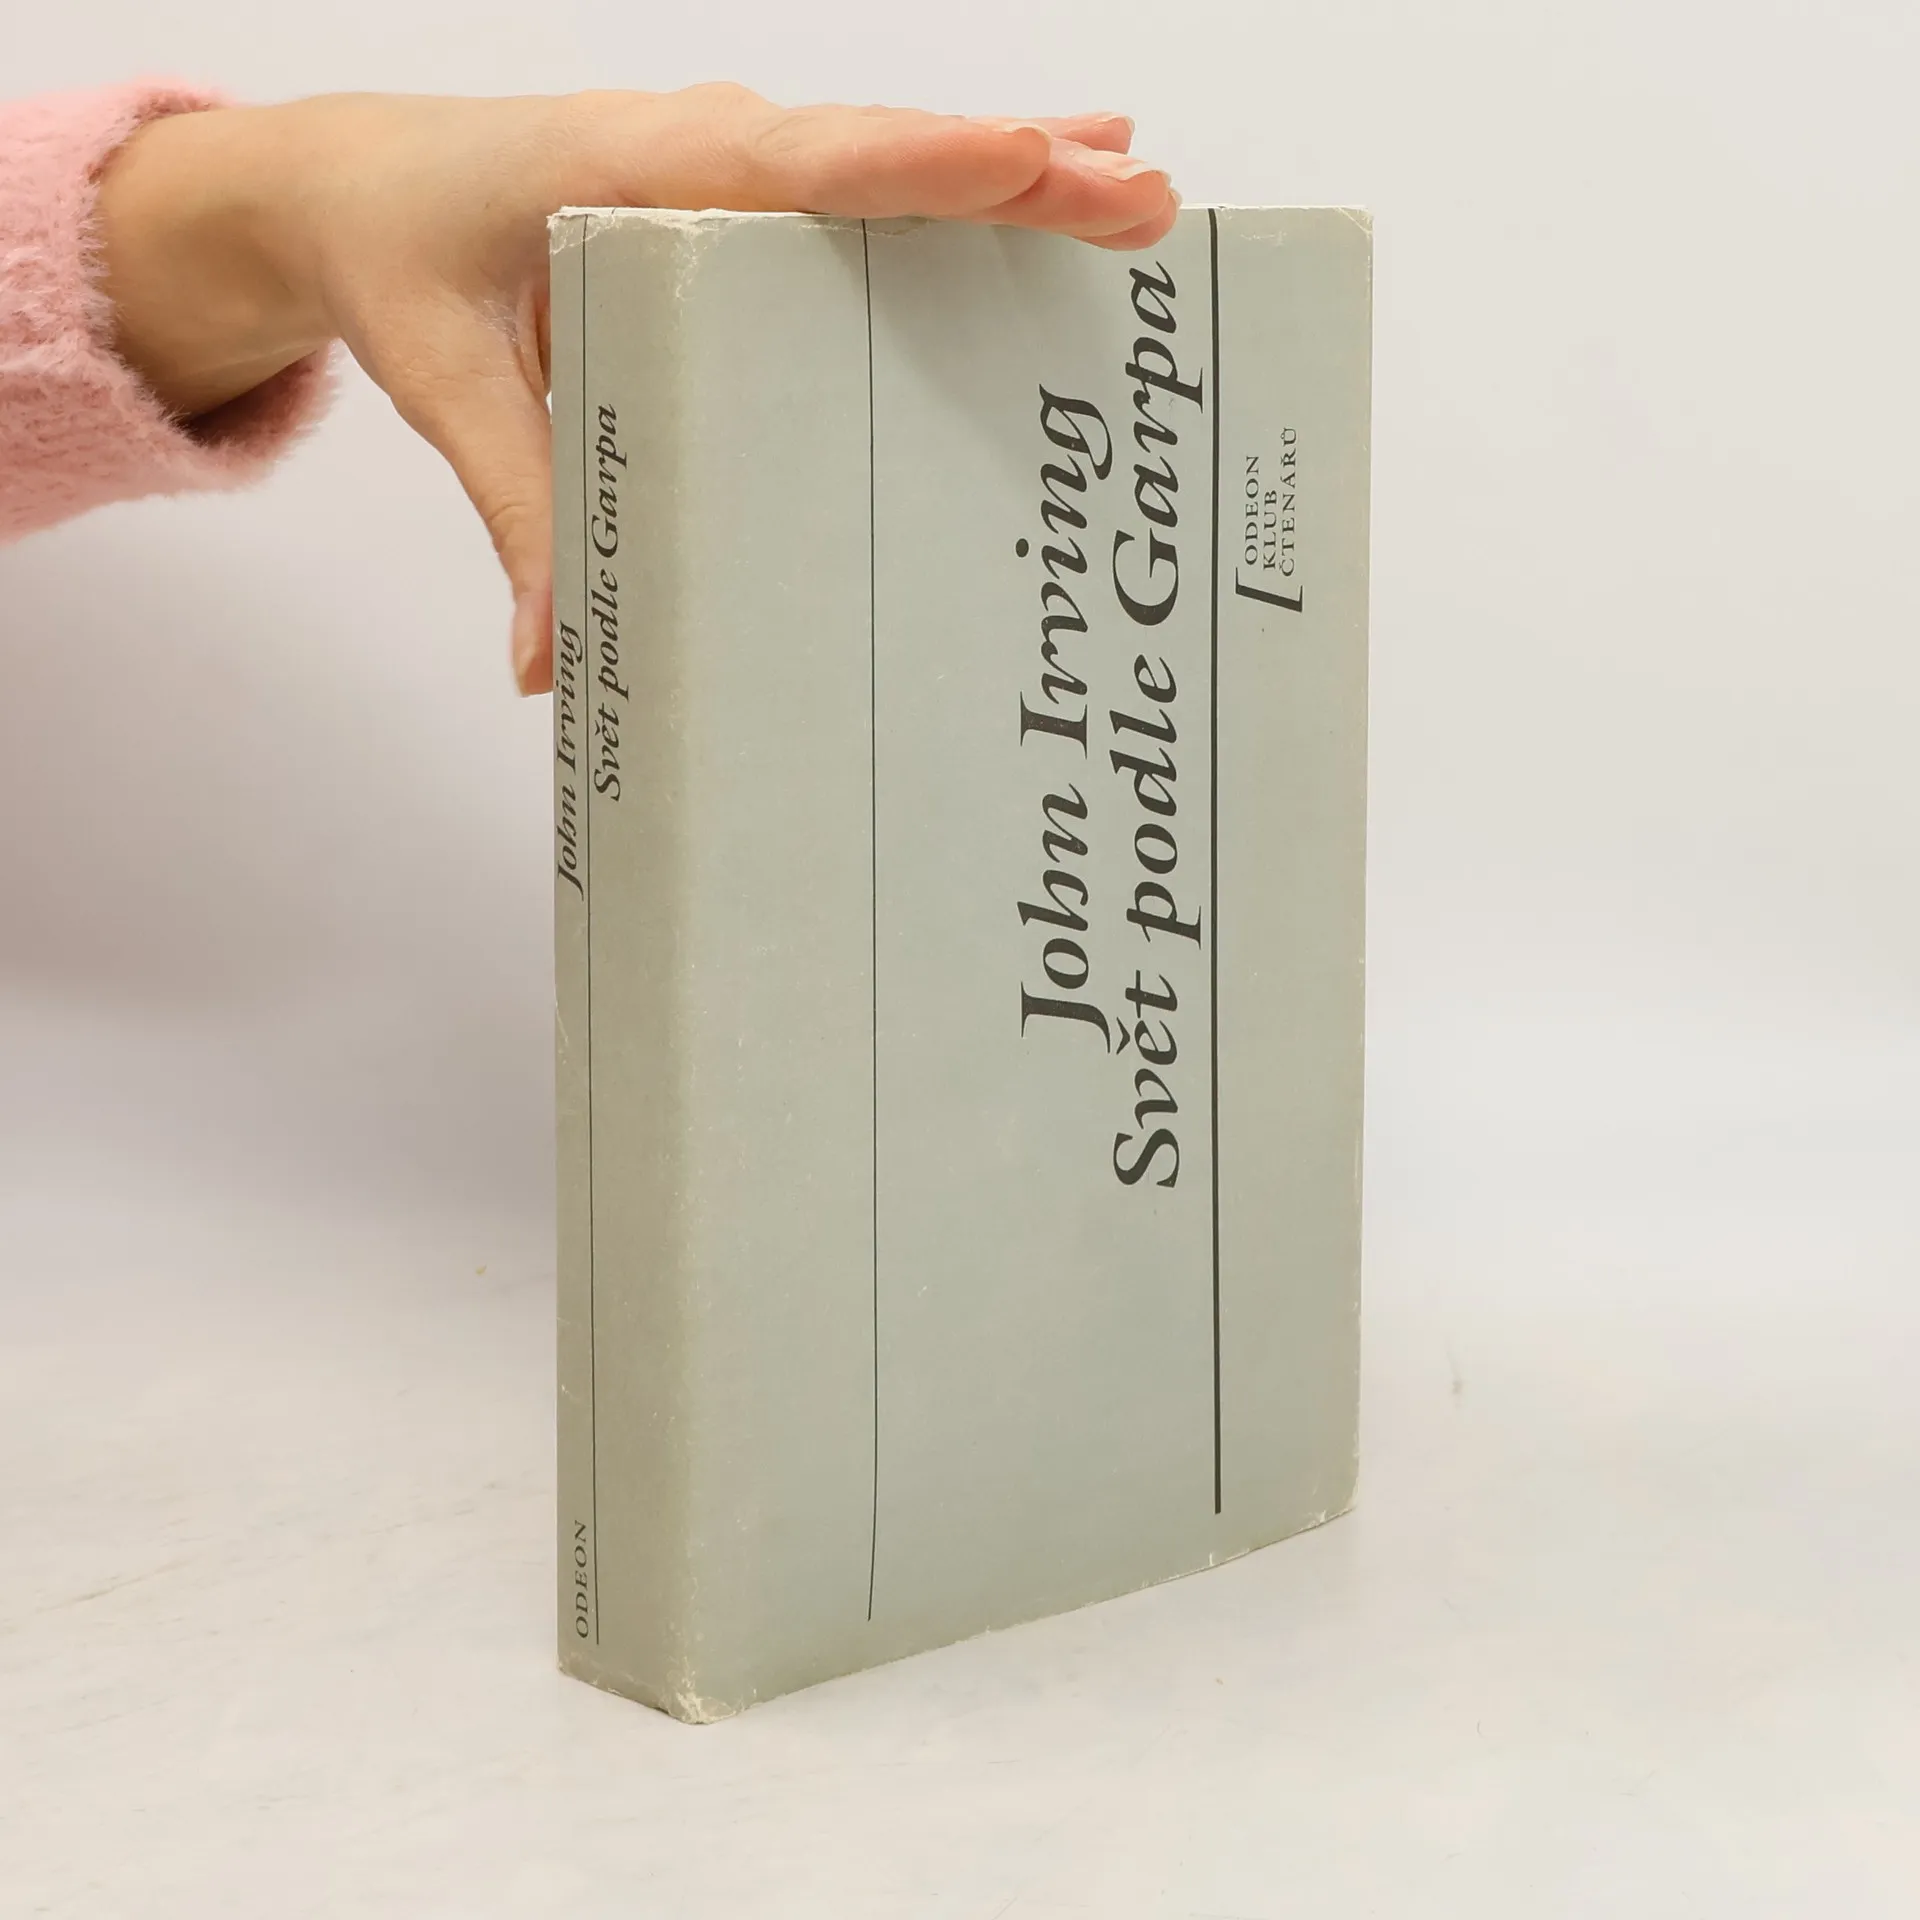 John Irving
Svět podle Garpa
ODEON
John Irving
Svět podle Garpa
ODEON
KLUB
ČTENÁŘŮ